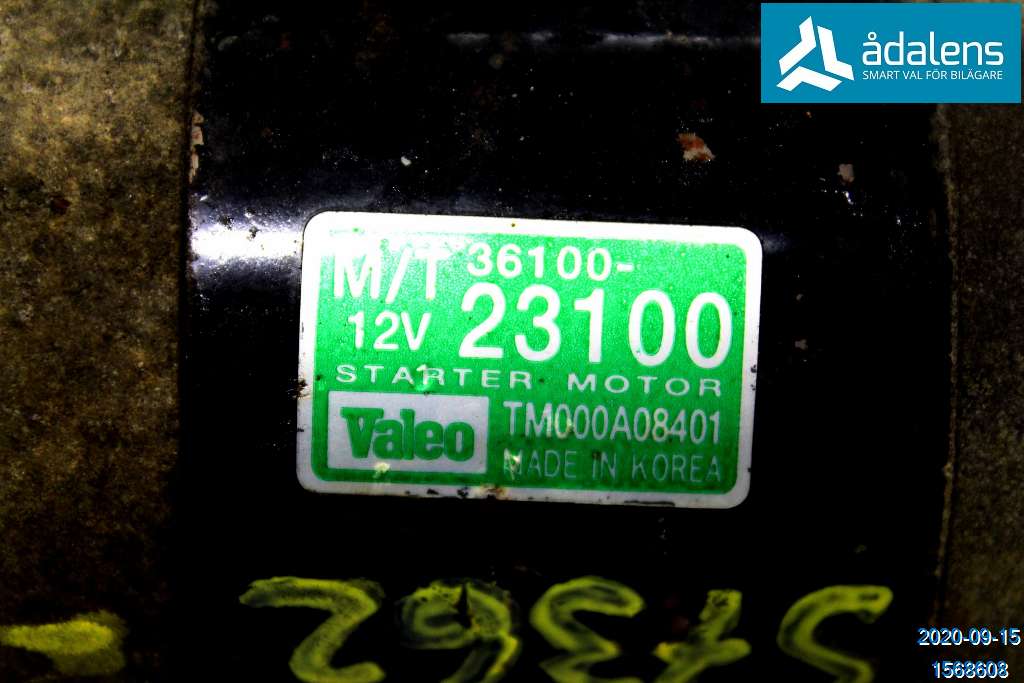 ådalens
SMART VAL FÖR BILÄGARE
M/T 36100-
12V 23100
STARTER MOTOR
Valeo TM000A08401
MADE IN KOREA
2020-09-15
1568608